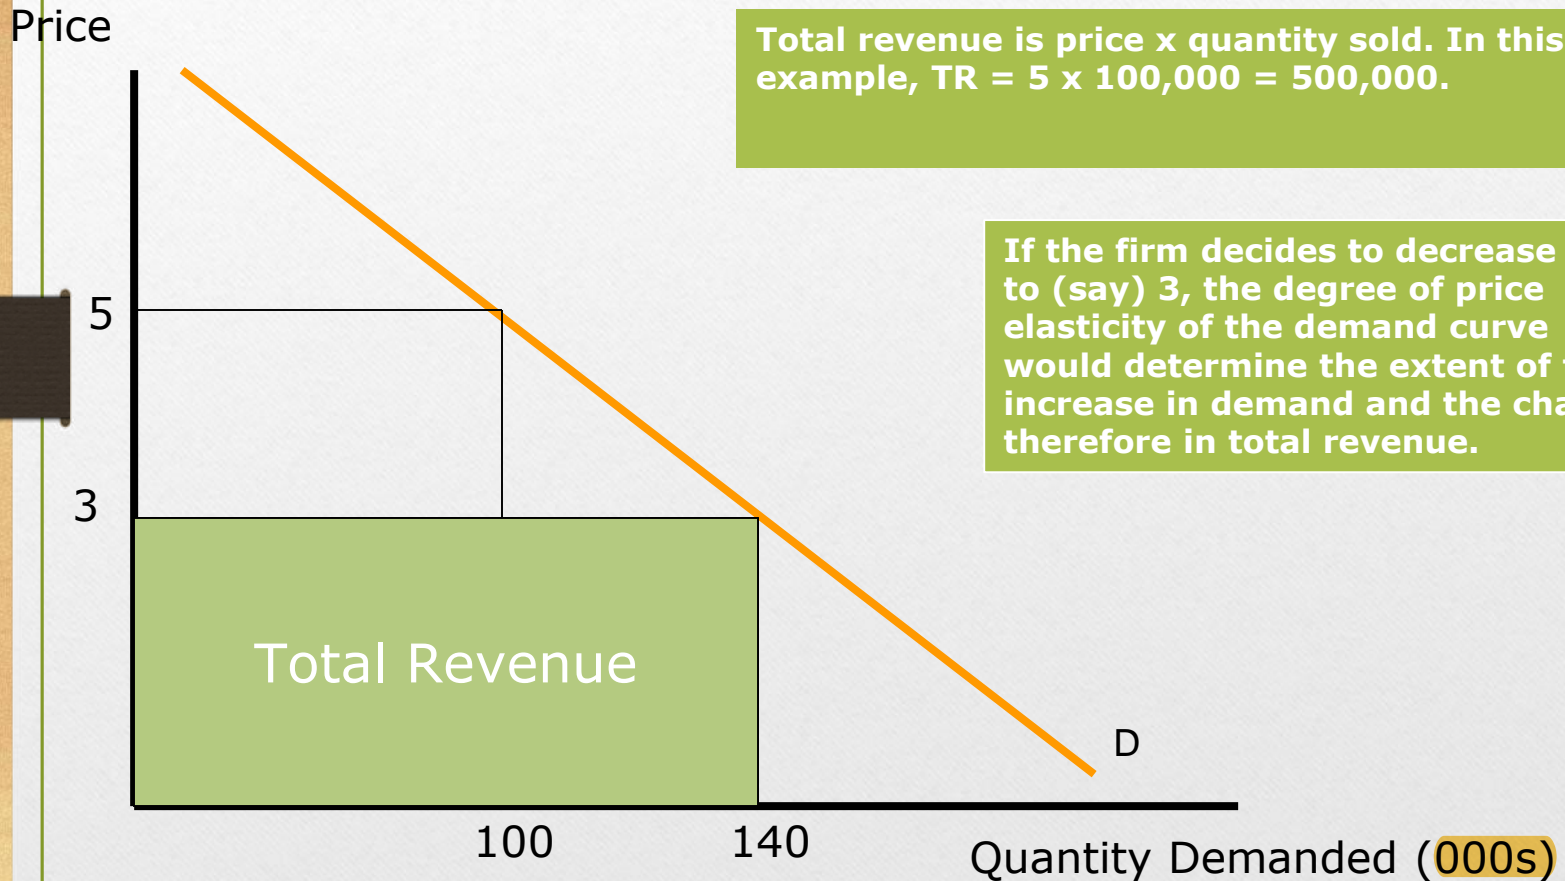 Price
Total revenue is price x quantity sold. In this
example, TR = 5 x 100,000 = 500,000.
If the firm decides to decrease
to (say) 3, the degree of price
elasticity of the demand curve
would determine the extent of
increase in demand and the
therefore in total revenue.
5
3
Total Revenue
D
100
140
Quantity Demanded (000s)